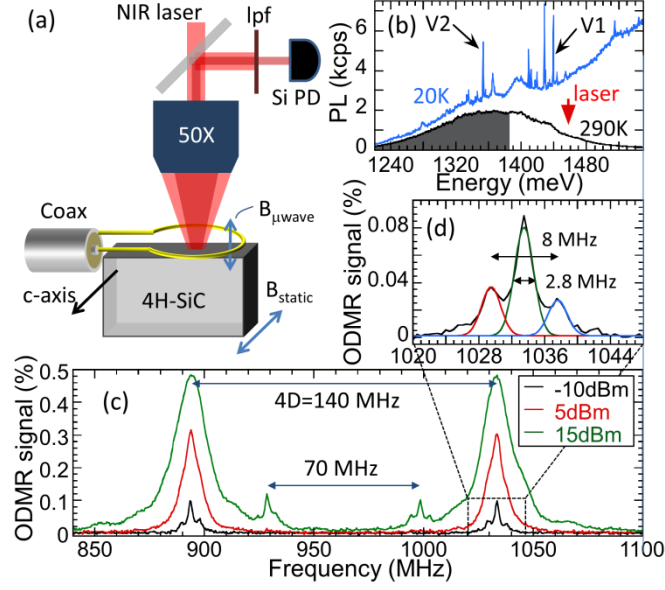 (a)
NIR laser
lpf
Si PD
50X
Coax
Bμwave
Bstatic
c-axis
4H-SiC
(b)
V2
V1
20K
laser
290K
PL (kcps)
6
4
2
0
1240
1320
1400
1480
Energy (meV)
(d)
8 MHz
2.8 MHz
ODMR signal (%)
0.08
0.04
0
1020
1028
1036
1044
(c)
4D=140 MHz
70 MHz
-10dBm
5dBm
15dBm
ODMR signal (%)
0.5
0.4
0.3
0.2
0.1
0
850
900
950
1000
1050
1100
Frequency (MHz)